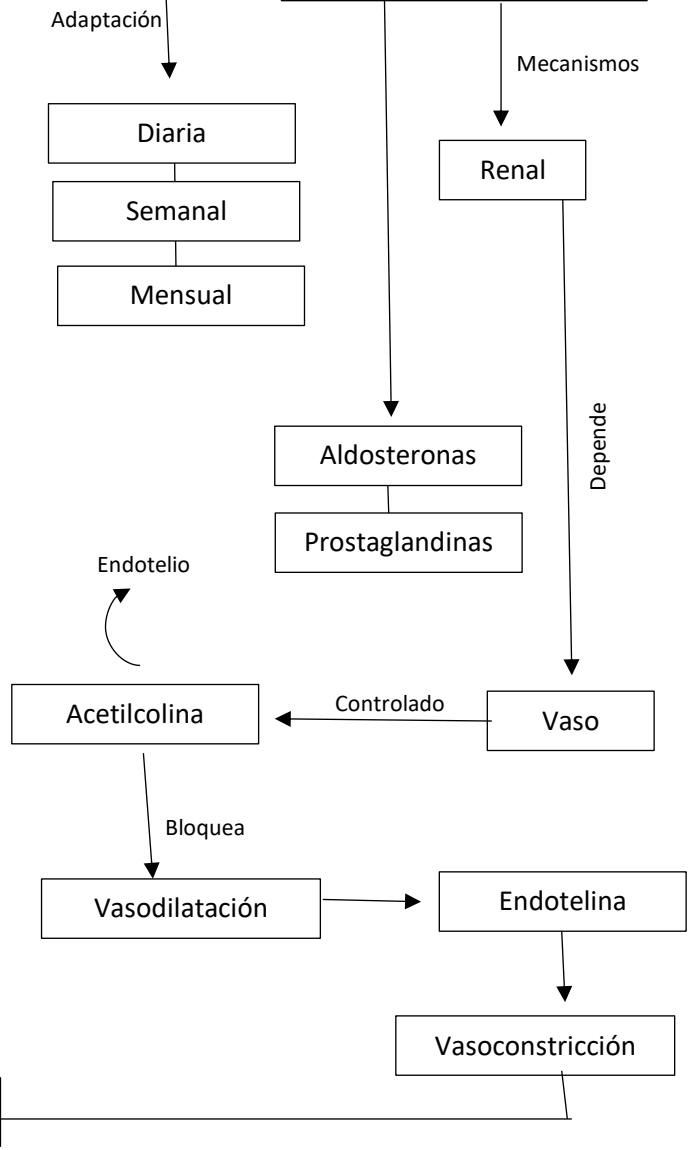 Adaptación
Mecanismos
Diaria
Renal
Semanal
Mensual
Depende
Aldosteronas
Prostaglandinas
Endotelio
Acetilcolina
Controlado
Vaso
Bloquea
Vasodilatación
Endotelina
Vasoconstricción